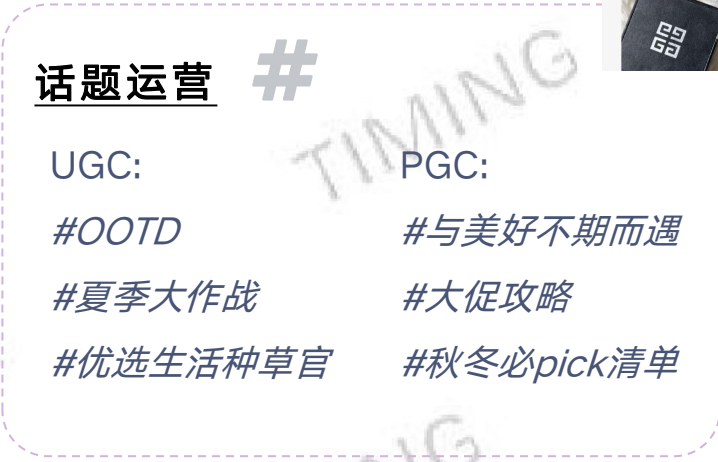 话题运营 #
TIMING
UGC:
#OOTD
#夏季大作战
#优选生活种草官
PGC:
#与美好不期而遇
#大促攻略
#秋冬必pick清单
NG